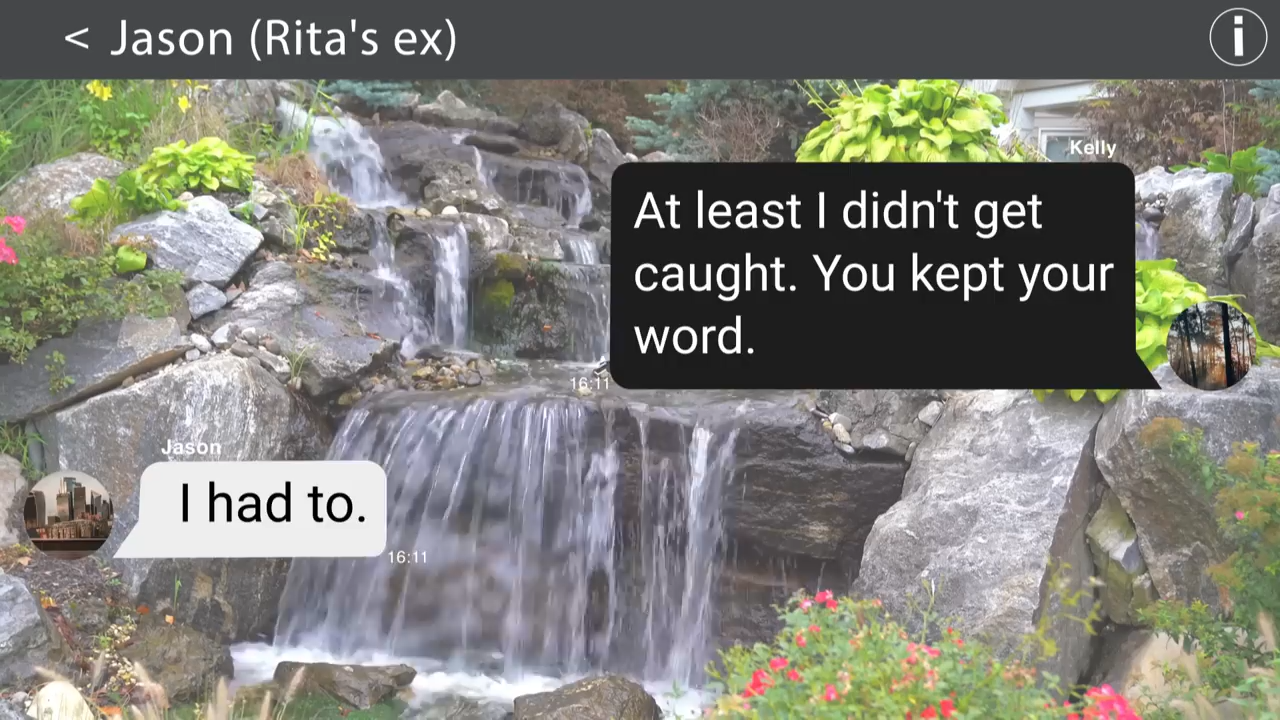 < Jason (Rita's ex)
i
Kelly
At least I didn't get
caught. You kept your
word.
16:11
Jason
I had to.
16:11